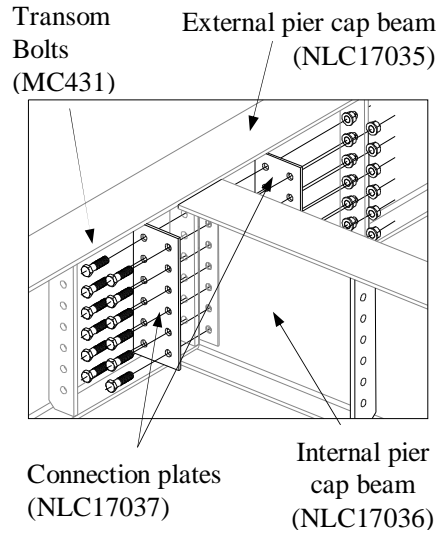 Transom
Bolts
(MC431)
External pier cap beam
(NLC17035)
Connection plates
(NLC17037)
Internal pier
cap beam
(NLC17036)